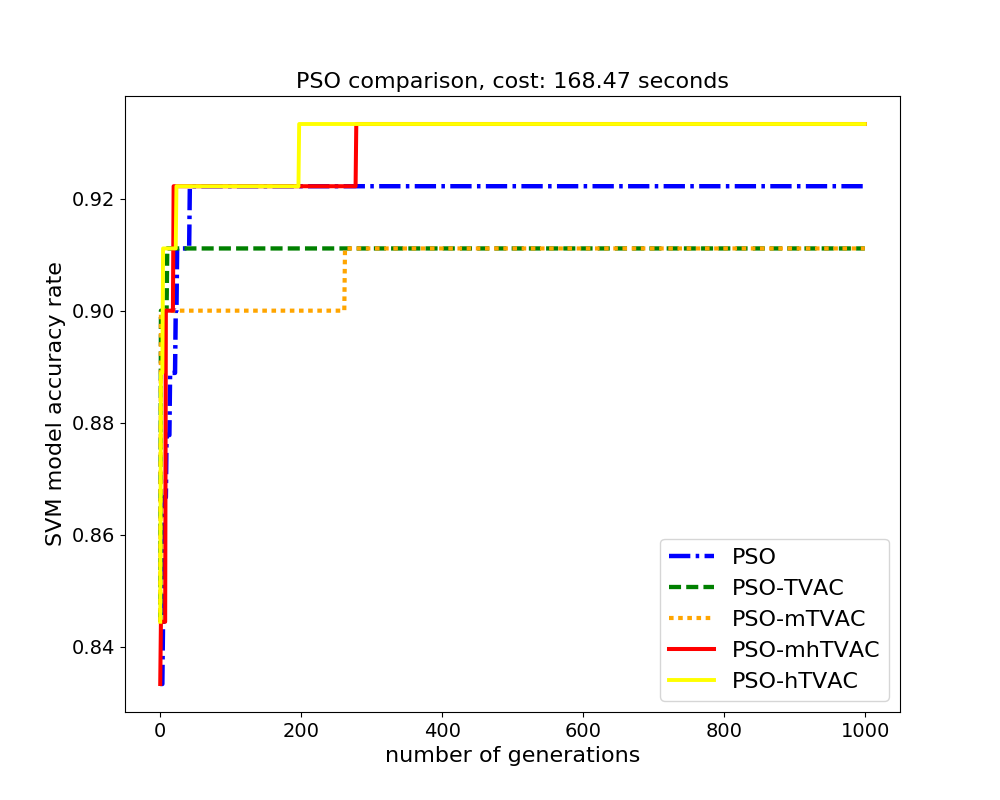 PSO comparison, cost: 168.47 seconds
SVM model accuracy rate
0.92
0.90
0.88
0.86
0.84
0
200
400
600
800
1000
number of generations
PSO
PSO-TVAC
PSO-mTVAC
PSO-mhTVAC
PSO-hTVAC